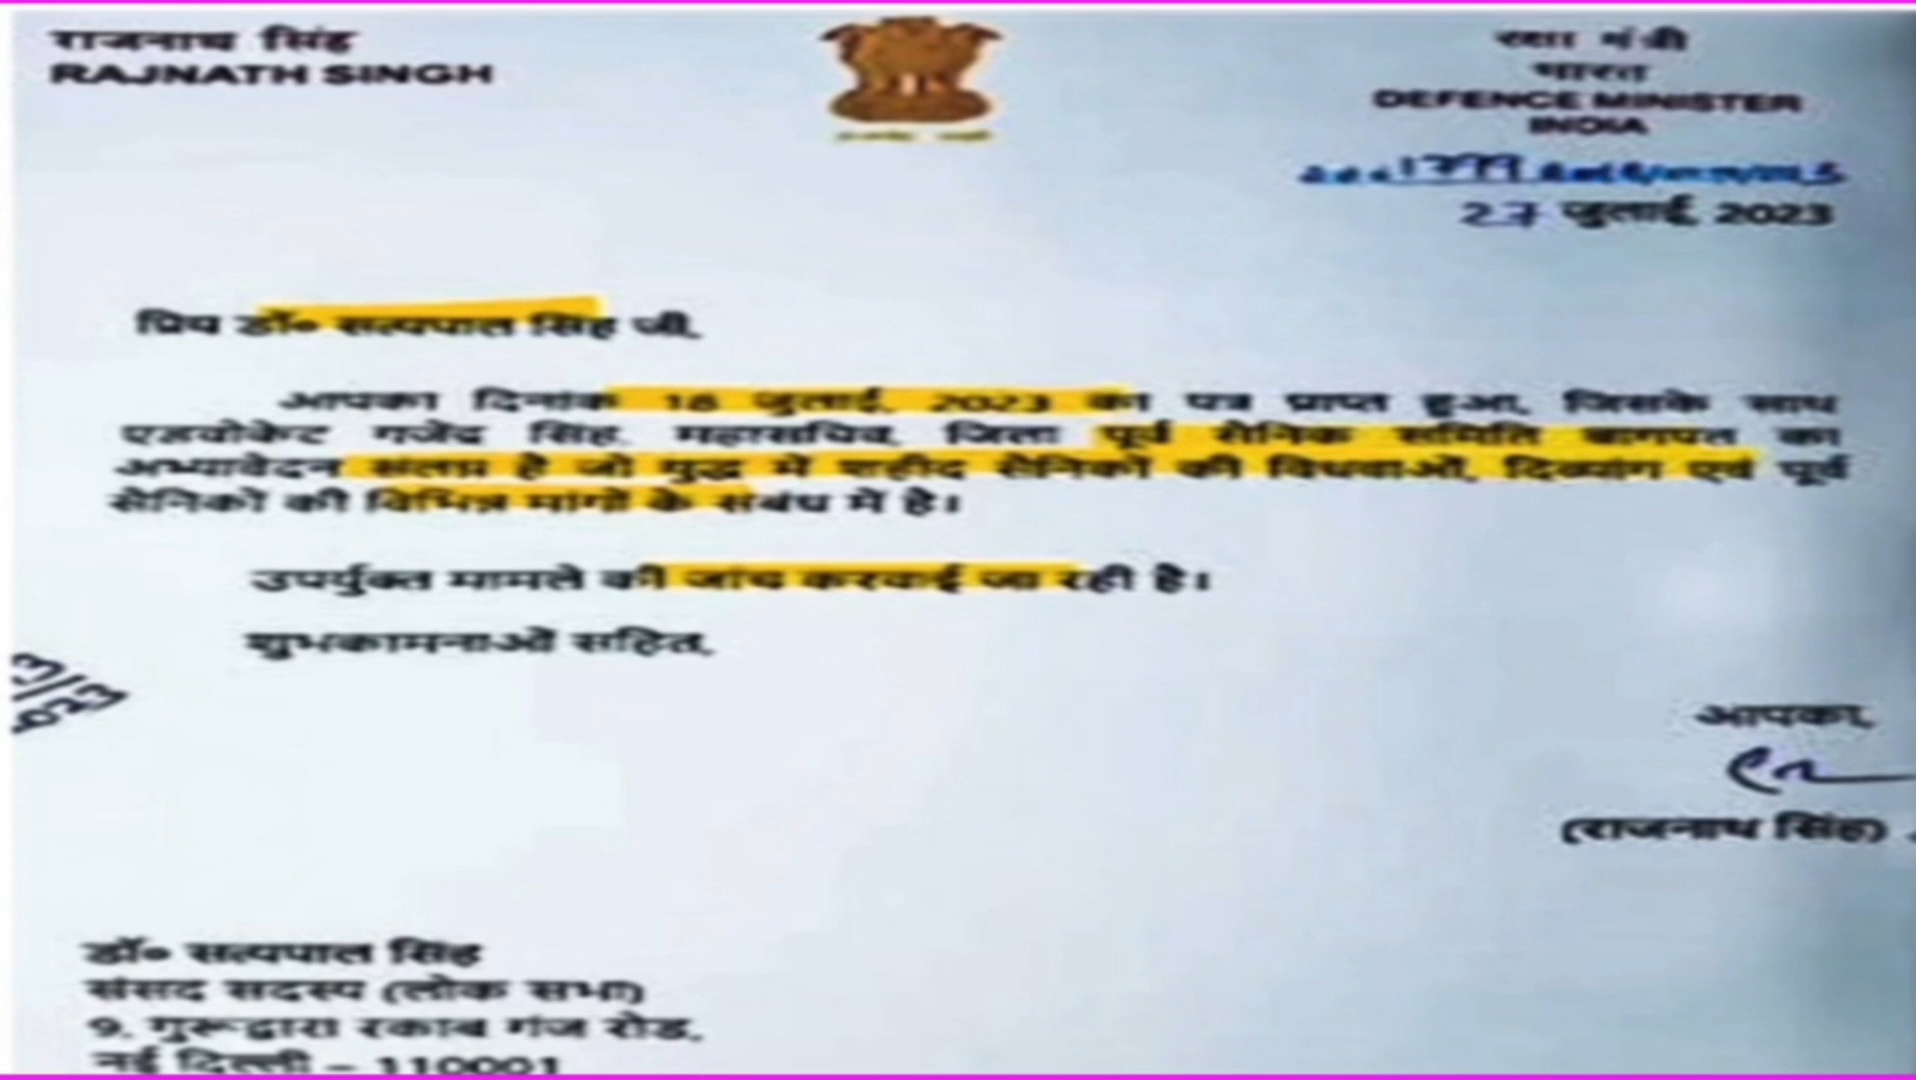 राजनाथ सिंह
RAJNATH SINGH
रक्षा मंत्री
भारत
DEFENCE MINISTER
INDIA
27 जुलाई, 2023
प्रिय डॉ० सत्यपाल सिंह जी,
आपका दिनांक 18 जुलाई, 2023 का पत्र प्राप्त हुआ, जिसके साथ
एडवोकेट गजेंद्र सिंह, महासचिव, जिला पूर्व सैनिक समिति बागपत का
अभ्यावेदन संलग्न है जो युद्ध में शहीद सैनिकों की विधवाओं, दिव्यांग एवं पूर्व
सैनिकों की विभिन्न मांगों के संबंध में है।
उपर्युक्त मामले की जांच करवाई जा रही है।
शुभकामनाओं सहित,
आपका,
(राजनाथ सिंह)
डॉ० सत्यपाल सिंह
संसद सदस्य (लोक सभा)
9, गुरूद्वारा रकाब गंज रोड,
नई दिल्ली – 110001